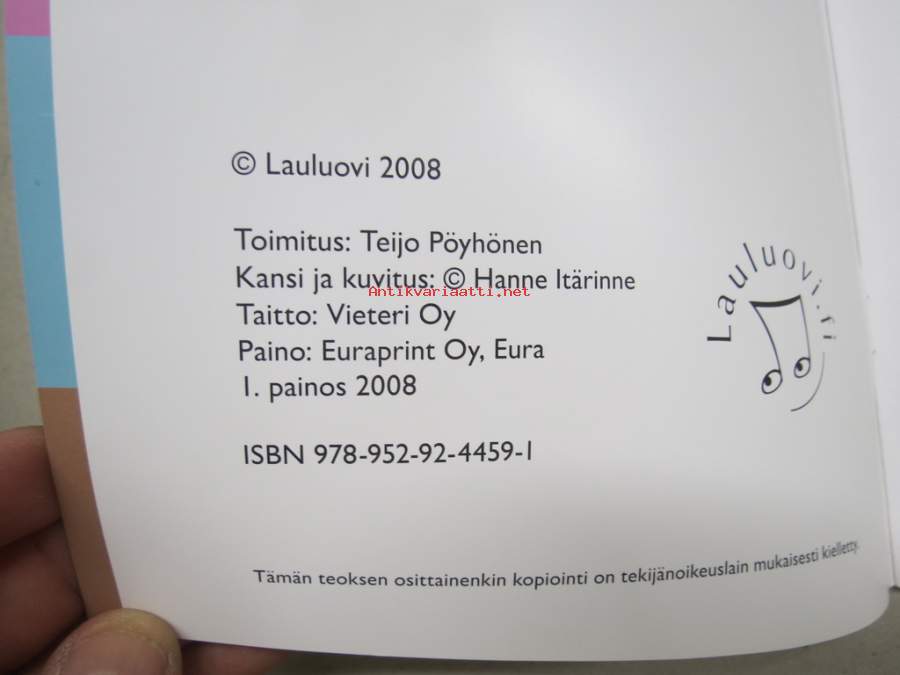 © Lauluovi 2008
Toimitus: Teijo Pöyhönen
Kansi ja kuvitus: © Hanne Itärinne
Antikvariaatti.net
Taitto: Vieteri Oy
Paino: Euraprint Oy, Eura
1. painos 2008
Lauluovi.fi
ISBN 978-952-92-4459-1
Tämän teoksen osittainenkin kopiointi on tekijänoikeuslain mukaisesti kielletty.